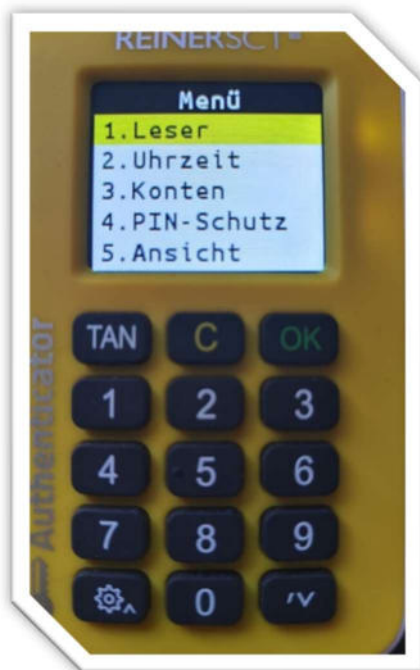 REINERSCT
Menü
1.Leser
2.Uhrzeit
3.Konten
4.PIN-Schutz
5.Ansicht
TAN C OK
1 2 3
4 5 6
7 8 9
0
Authenticator